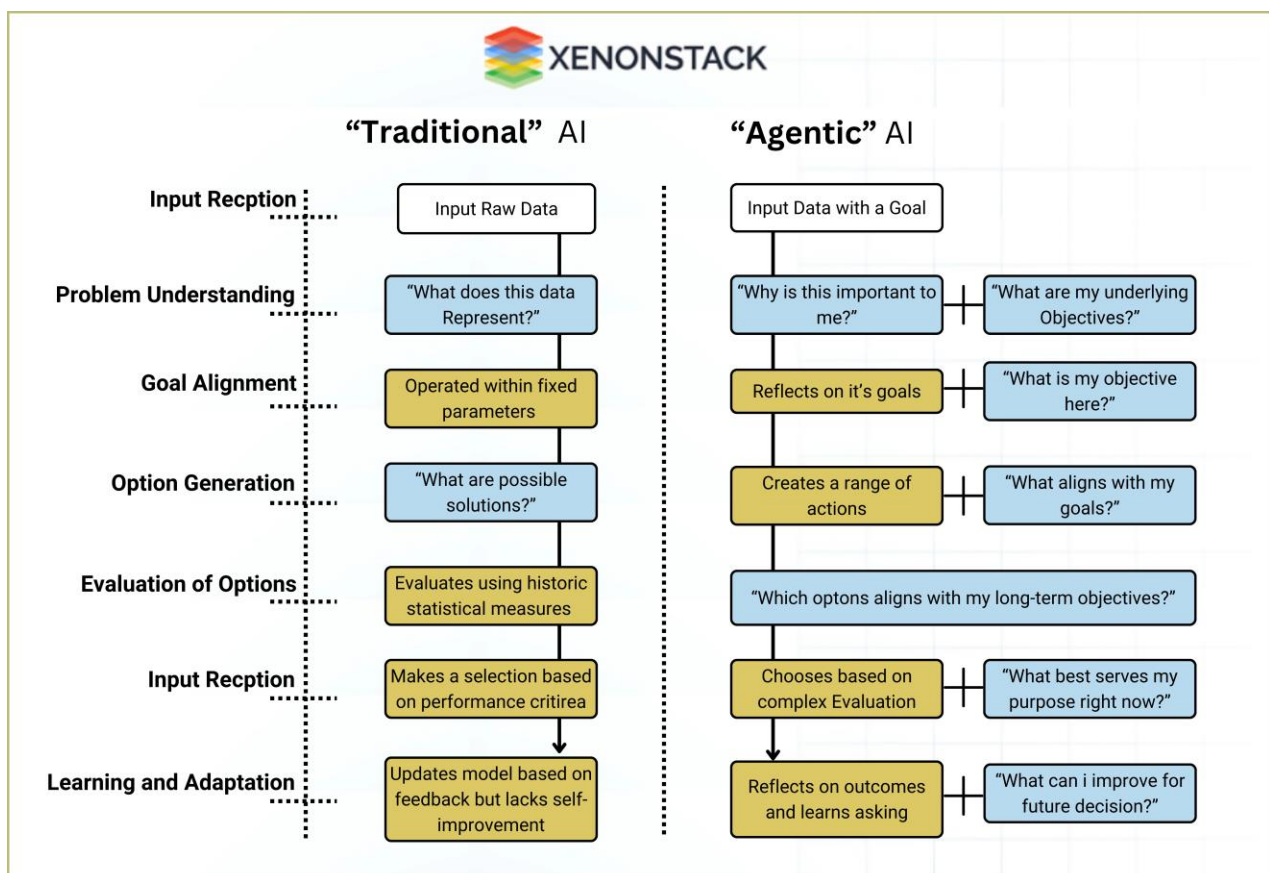 XENONSTACK
“Traditional” AI
“Agentic” AI
Input Recption
Input Raw Data
Input Data with a Goal
Problem Understanding
“What does this data
Represent?”
“Why is this important to
me?”
“What are my underlying
Objectives?”
Goal Alignment
Operated within fixed
parameters
Reflects on it’s goals
“What is my objective
here?”
Option Generation
“What are possible
solutions?”
Creates a range of
actions
“What aligns with my
goals?”
Evaluation of Options
Evaluates using historic
statistical measures
“Which optons aligns with my long-term objectives?”
Input Recption
Makes a selection based
on performance critirea
Chooses based on
complex Evaluation
“What best serves my
purpose right now?”
Learning and Adaptation
Updates model based on
feedback but lacks self-
improvement
Reflects on outcomes
and learns asking
“What can i improve for
future decision?”